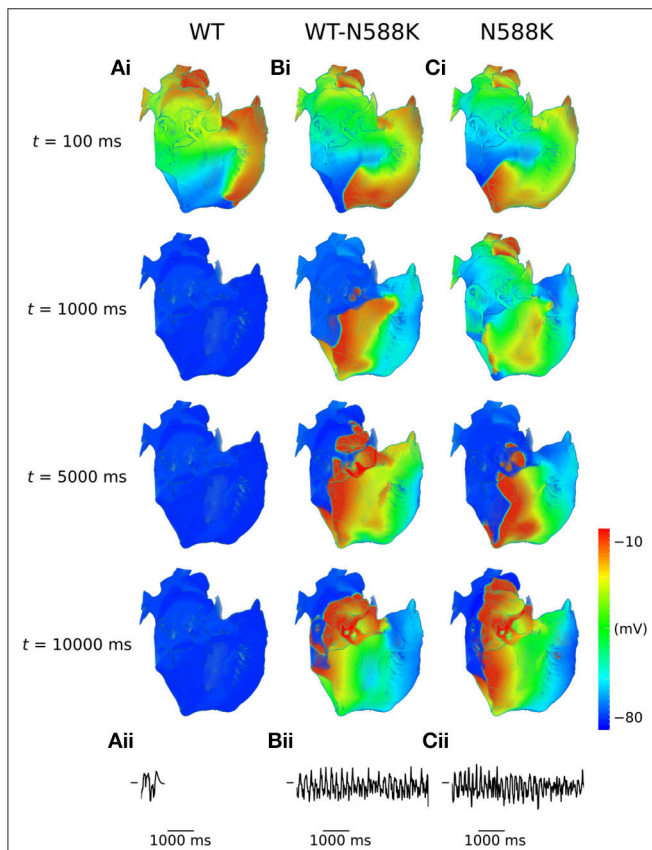 WT WT-N588K N588K
Ai Bi Ci
t = 100 ms
t = 1000 ms
t = 5000 ms
−10
(mV)
t = 10000 ms
−80
Aii Bii Cii
1000 ms 1000 ms 1000 ms